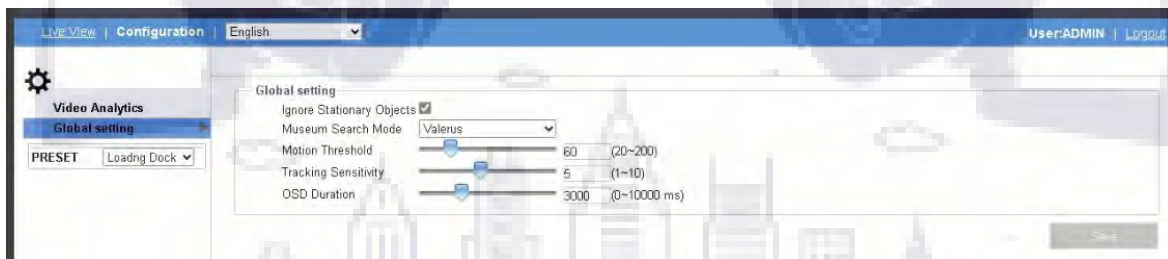 Live View | Configuration | English User:ADMIN | Logout
Video Analytics
Global setting
PRESET Loadng Dock
Global setting
Ignore Stationary Objects
Museum Search Mode Valerus
Motion Threshold 60 (20~200)
Tracking Sensitivity 5 (1~10)
OSD Duration 3000 (0~10000 ms)
Save